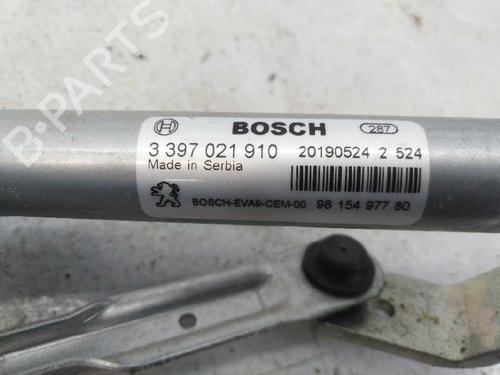 B-PARTS
BOSCH 287
3 397 021 910 20190524 2 524
Made in Serbia
BOSCH-EVA9-CEM-00 98 154 977 80